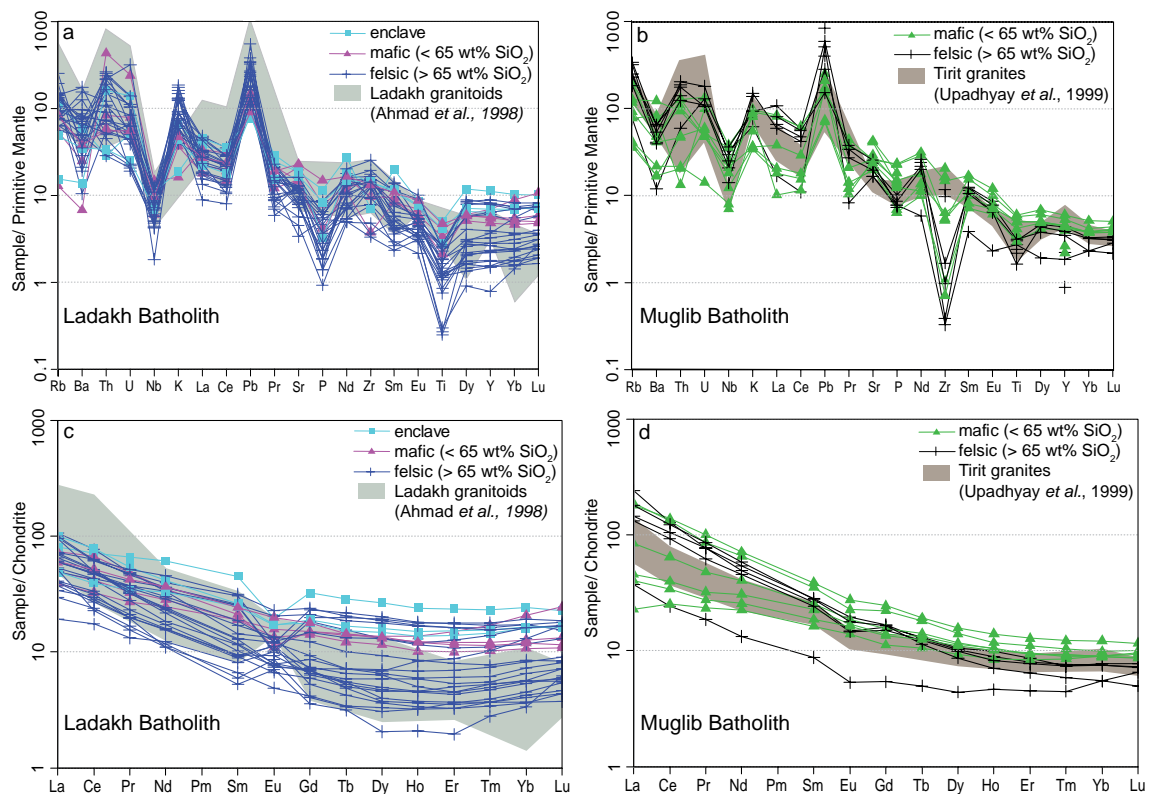 a
enclave
mafic (< 65 wt% SiO2)
felsic (> 65 wt% SiO2)
Ladakh granitoids
(Ahmad et al., 1998)
Sample/ Primitive Mantle
1 000
100
10
1
0.1
Ladakh Batholith
Rb Ba Th U Nb K La Ce Pb Pr Sr P Nd Zr Sm Eu Ti Dy Y Yb Lu
b
mafic (< 65 wt% SiO2)
felsic (> 65 wt% SiO2)
Tirit granites
(Upadhyay et al., 1999)
Sample/ Primitive Mantle
1 000
100
10
1
0.1
Muglib Batholith
Rb Ba Th U Nb K La Ce Pb Pr Sr P Nd Zr Sm Eu Ti Dy Y Yb Lu
c
enclave
mafic (< 65 wt% SiO2)
felsic (> 65 wt% SiO2)
Ladakh granitoids
(Ahmad et al., 1998)
Sample/ Chondrite
1000
100
10
1
Ladakh Batholith
La Ce Pr Nd Pm Sm Eu Gd Tb Dy Ho Er Tm Yb Lu
d
mafic (< 65 wt% SiO2)
felsic (> 65 wt% SiO2)
Tirit granites
(Upadhyay et al., 1999)
Sample/ Chondrite
1000
100
10
1
Muglib Batholith
La Ce Pr Nd Pm Sm Eu Gd Tb Dy Ho Er Tm Yb Lu